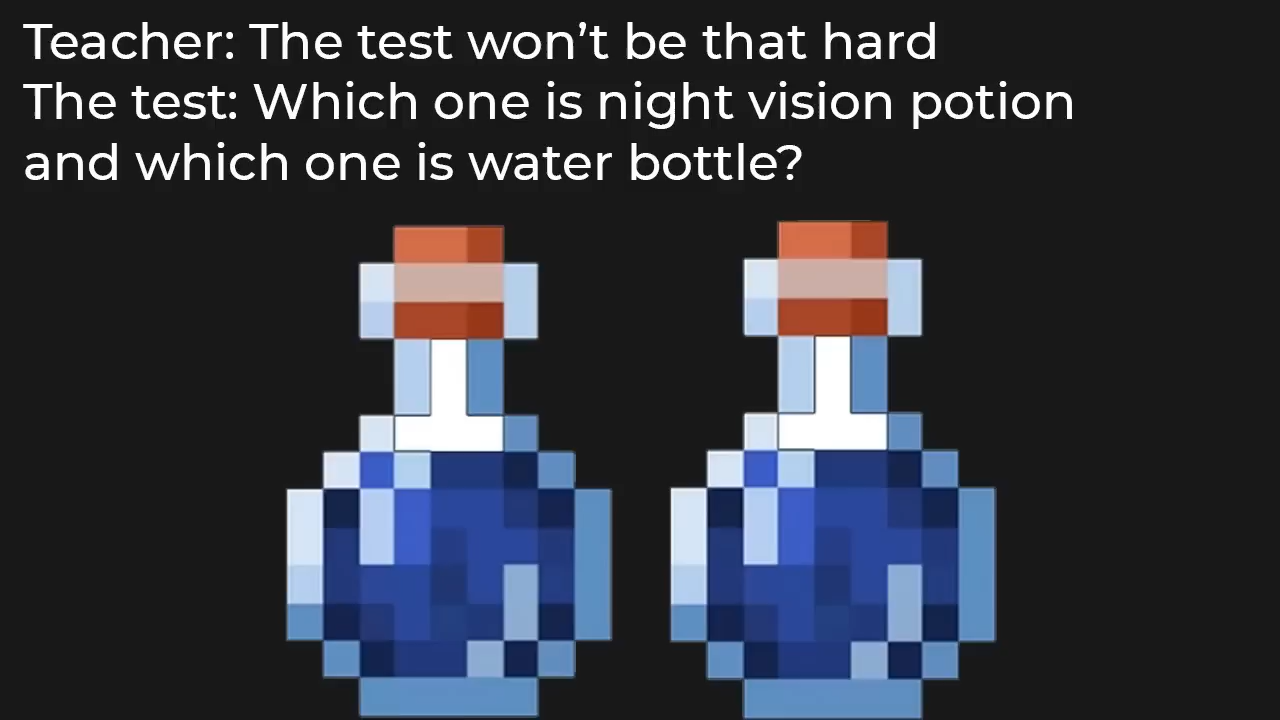 Teacher: The test won’t be that hard
The test: Which one is night vision potion
and which one is water bottle?